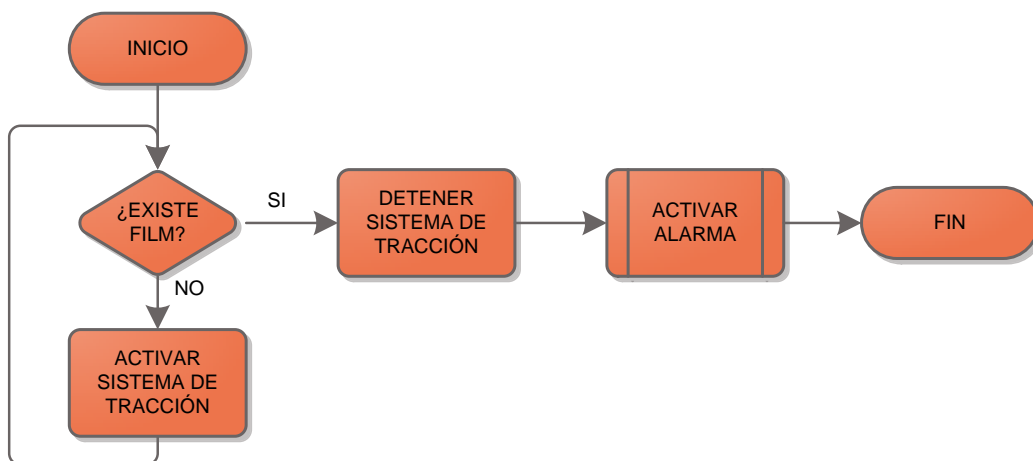 INICIO
¿EXISTE
FILM?
SI
DETENER
SISTEMA DE
TRACCIÓN
ACTIVAR
ALARMA
FIN
NO
ACTIVAR
SISTEMA DE
TRACCIÓN